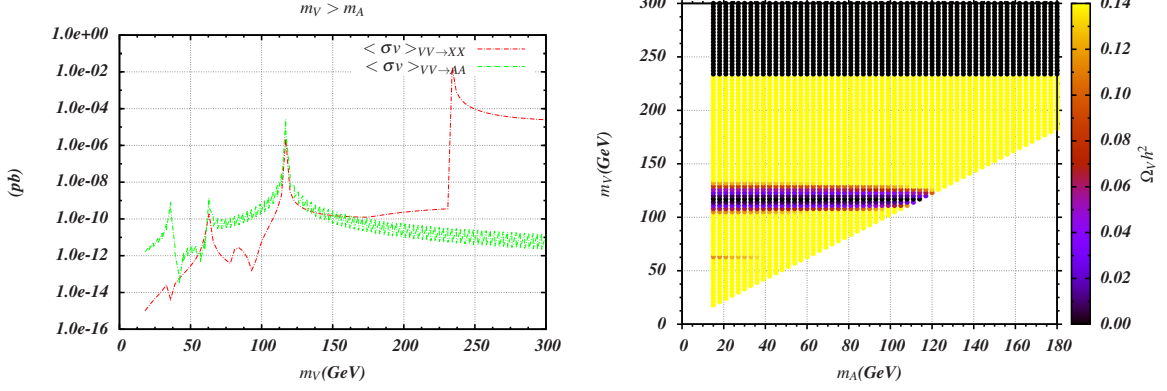 m_V > m_A
(pb)
1.0e+00
1.0e-02
1.0e-04
1.0e-06
1.0e-08
1.0e-10
1.0e-12
1.0e-14
1.0e-16
< σv >_{VV→XX}
< σv >_{VV→AA}
0 50 100 150 200 250 300
m_V(GeV)
m_V(GeV)
300
250
200
150
100
50
0
0 20 40 60 80 100 120 140 160 180
m_A(GeV)
0.14
0.12
0.10
0.08
0.06
0.04
0.02
0.00
Ω_V h²